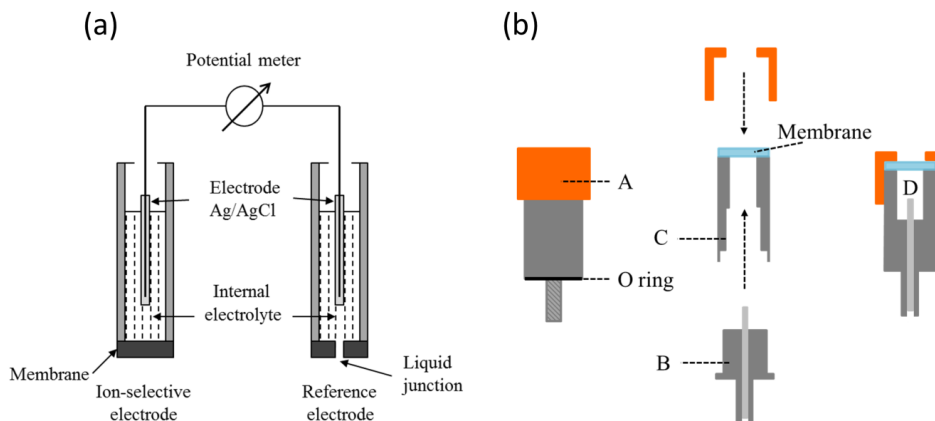 (a)
Potential meter
Electrode
Ag/AgCl
Internal
electrolyte
Membrane
Ion-selective
electrode
Reference
electrode
Liquid
junction
(b)
Membrane
A
C
O ring
B
D